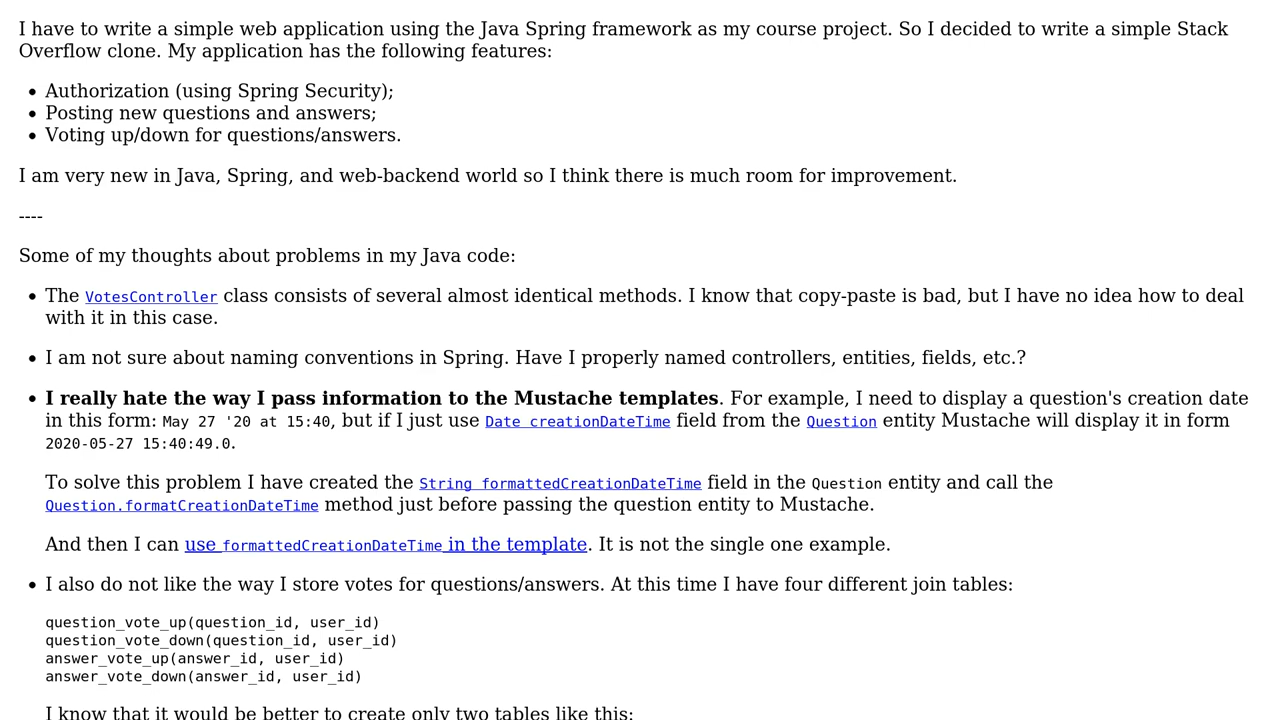 I have to write a simple web application using the Java Spring framework as my course project. So I decided to write a simple Stack
Overflow clone. My application has the following features:
• Authorization (using Spring Security);
• Posting new questions and answers;
• Voting up/down for questions/answers.
I am very new in Java, Spring, and web-backend world so I think there is much room for improvement.
----
Some of my thoughts about problems in my Java code:
• The VotesController class consists of several almost identical methods. I know that copy-paste is bad, but I have no idea how to deal
with it in this case.
• I am not sure about naming conventions in Spring. Have I properly named controllers, entities, fields, etc.?
• I really hate the way I pass information to the Mustache templates. For example, I need to display a question's creation date
in this form: May 27 '20 at 15:40, but if I just use Date creationDateTime field from the Question entity Mustache will display it in form
2020-05-27 15:40:49.0.
To solve this problem I have created the String formattedCreationDateTime field in the Question entity and call the
Question.formatCreationDateTime method just before passing the question entity to Mustache.
And then I can use formattedCreationDateTime in the template. It is not the single one example.
• I also do not like the way I store votes for questions/answers. At this time I have four different join tables:
question_vote_up(question_id, user_id)
question_vote_down(question_id, user_id)
answer_vote_up(answer_id, user_id)
answer_vote_down(answer_id, user_id)
I know that it would be better to create only two tables like this: